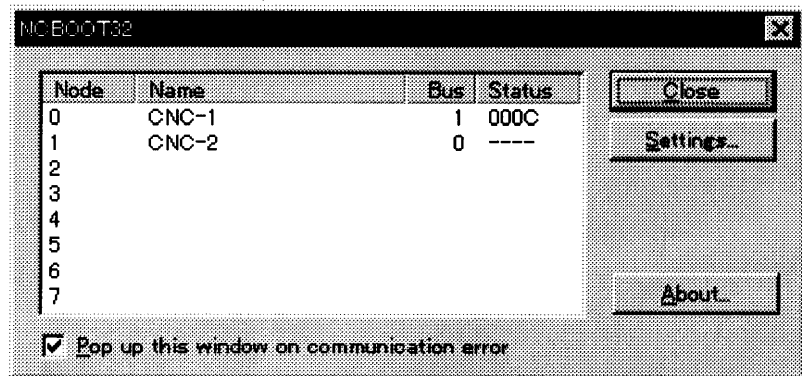 NCBOOT32
Node Name Bus Status
0 CNC-1 1 000C
1 CNC-2 0 ----
2
3
4
5
6
7
Close
Settings...
About...
Pop up this window on communication error